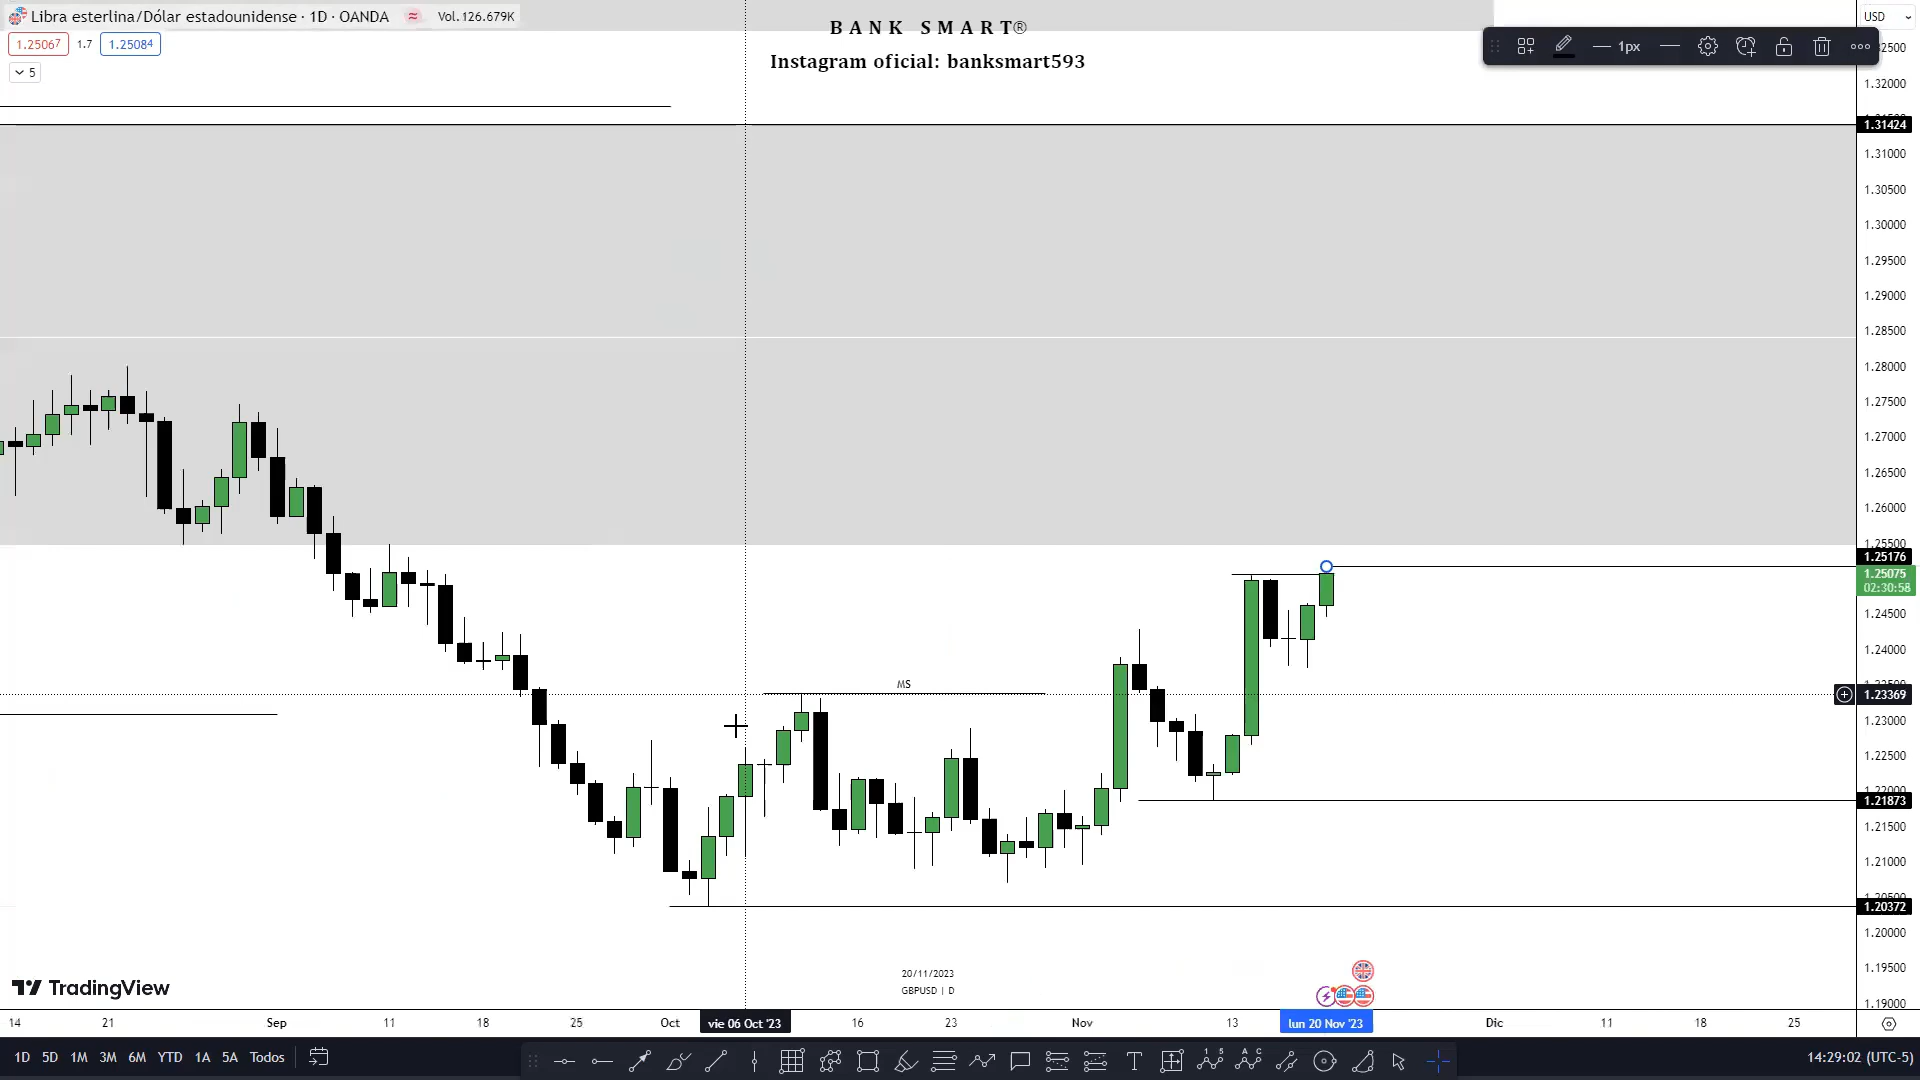 Libra esterlina/Dólar estadounidense · 1D · OANDA
Vol. 126.679K
1.25067 1.7 1.25084
5
BANK SMART®
Instagram oficial: banksmart593
1px
USD
1.32000
1.31424
1.31000
1.30500
1.30000
1.29500
1.29000
1.28500
1.28000
1.27500
1.27000
1.26500
1.26000
1.25500
1.25176
1.25075
02:30:58
1.24500
1.24000
MS
1.23369
1.23000
1.22500
1.22000
1.21873
1.21500
1.21000
1.20500
1.20372
1.20000
1.19500
1.19000
20/11/2023
GBPUSD | D
TradingView
14 21 Sep 11 18 25 Oct vie 06 Oct '23 16 23 Nov 13 lun 20 Nov '23 Dic 11 18 25
1D 5D 1M 3M 6M YTD 1A 5A Todos
14:29:02 (UTC-5)